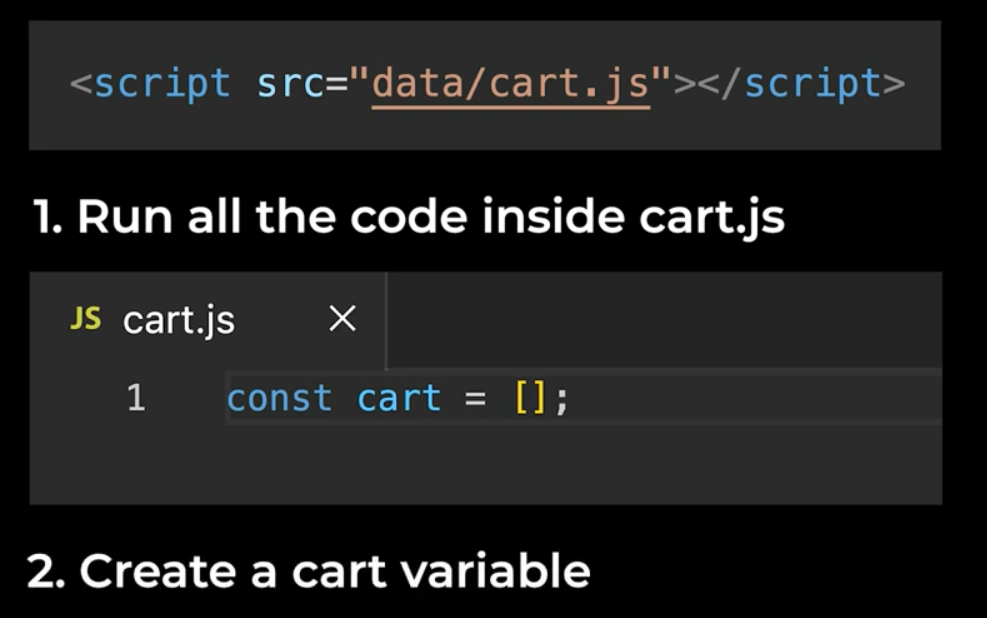 <script src="data/cart.js"></script>
1. Run all the code inside cart.js
JS cart.js ×
1 const cart = [];
2. Create a cart variable